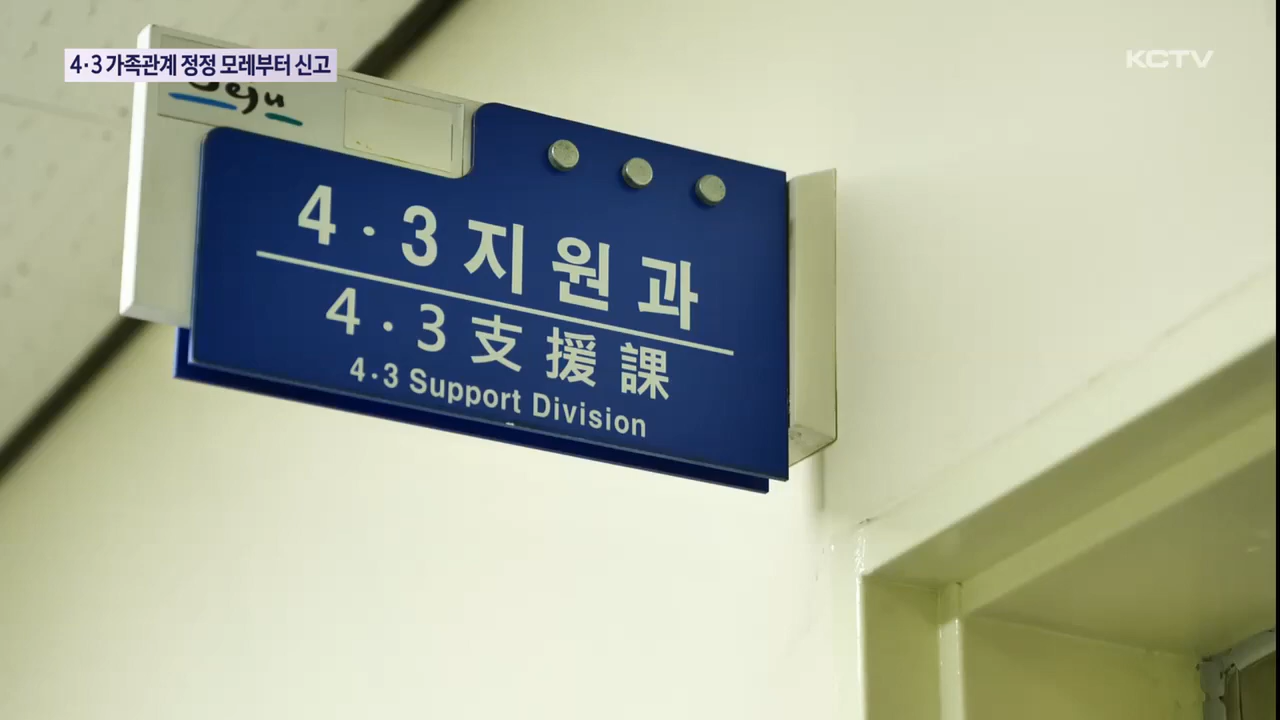 4·3 가족관계 정정 모레부터 신고
KCTV
Jeju
4·3지원과
4·3支援課
4·3 Support Division